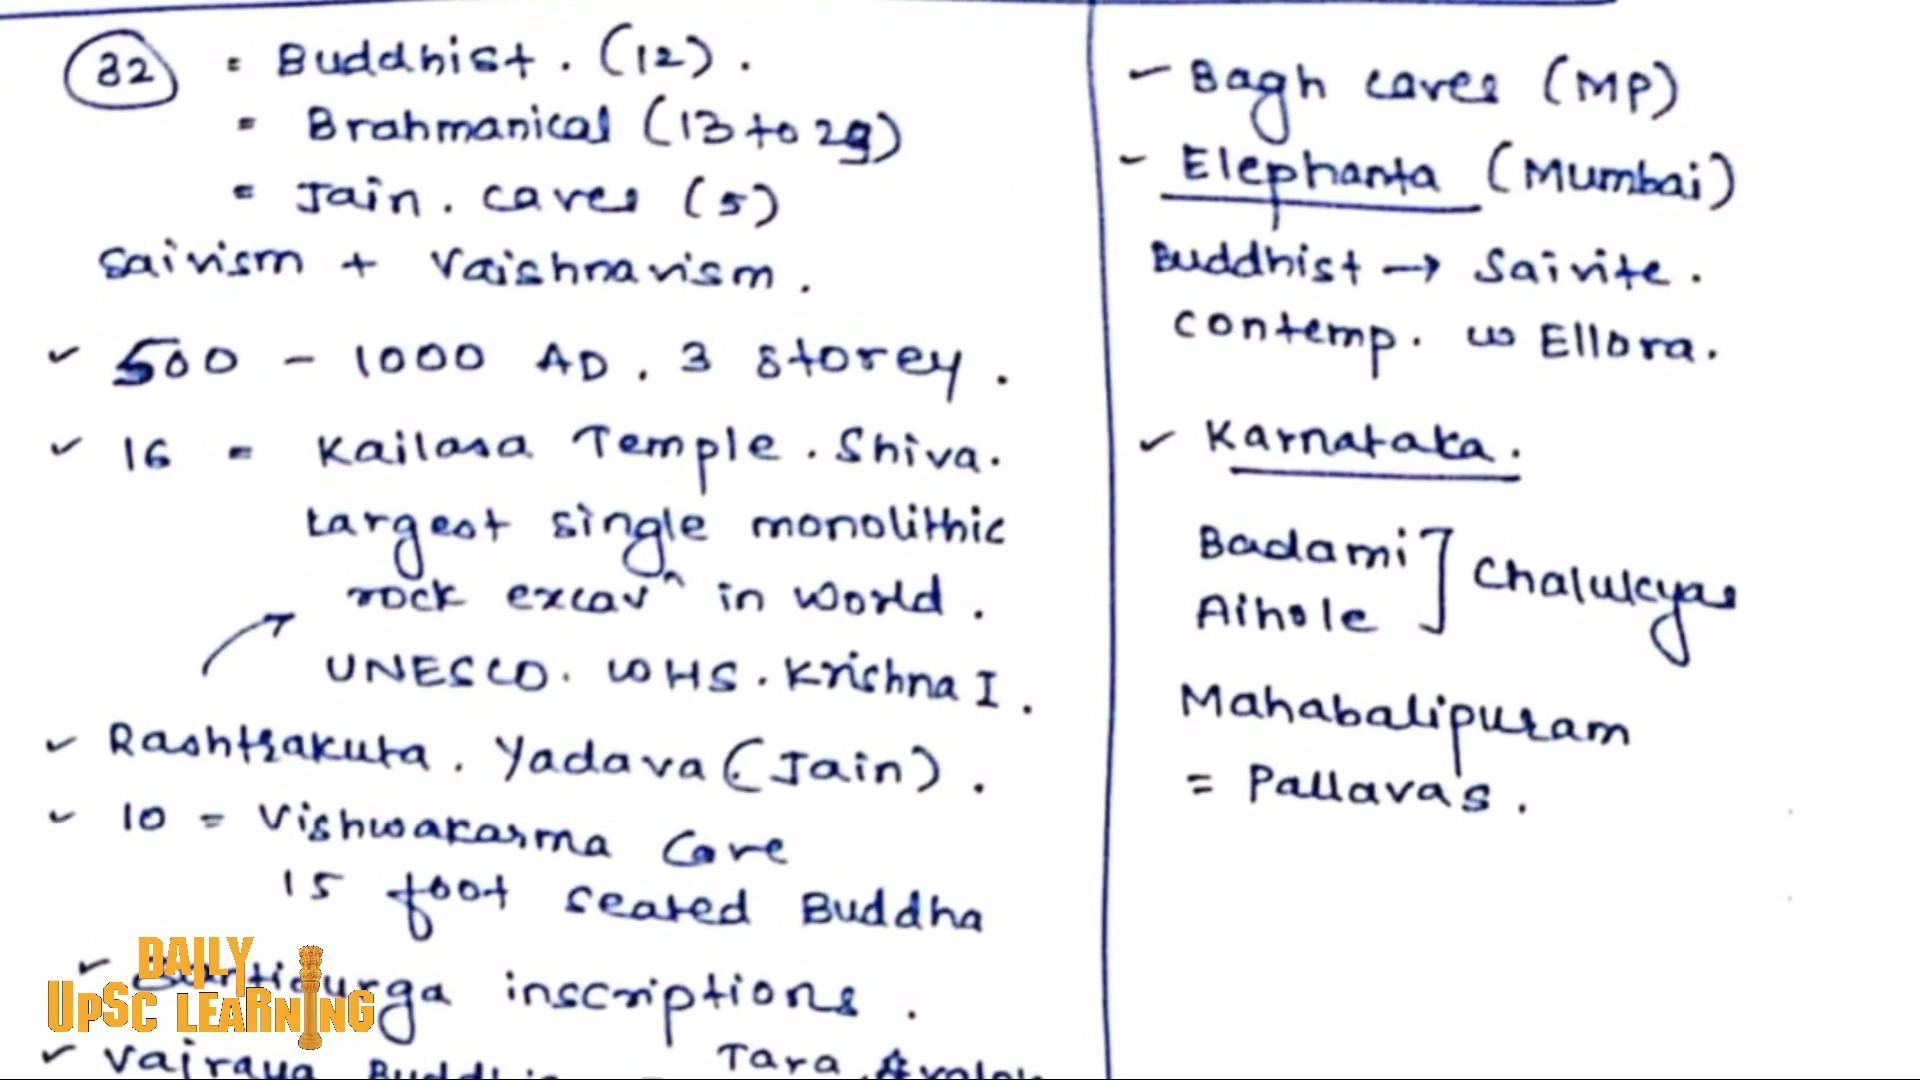 32 = Buddhist. (12).
= Brahmanical (13 to 29)
= Jain. caves (5)
Saivism + Vaishnavism.
✓ 500 - 1000 AD. 3 storey.
✓ 16 = Kailasa Temple. Shiva.
Largest single monolithic
rock excavⁿ in world.
UNESCO. WHS. Krishna I.
✓ Rashtrakuta. Yadava (Jain).
✓ 10 = Vishwakarma Cave
15 foot seated Buddha
✓ inscriptions.
✓ Tara
- Bagh caves (MP)
- Elephanta (Mumbai)
Buddhist → Saivite.
contemp. w Ellora.
✓ Karnataka.
Badami ] Chalukyas
Aihole
Mahabalipuram
= Pallava's.
DAILY
UPSC LEARNING